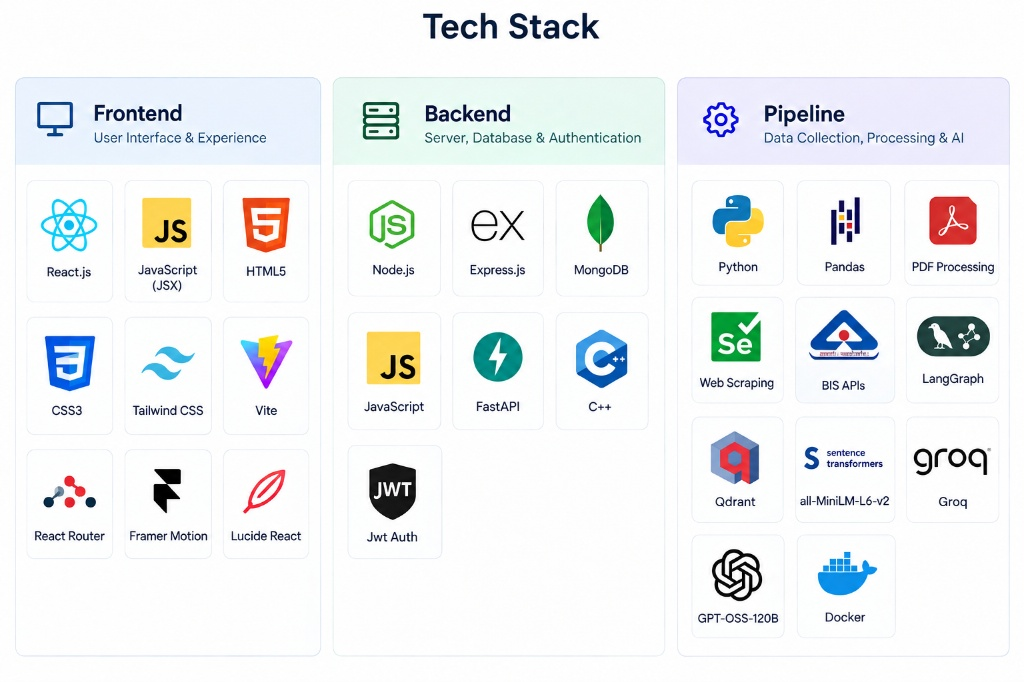 Tech Stack
Frontend
User Interface & Experience
React.js
JS
JavaScript
(JSX)
5
HTML5
CSS3
Tailwind CSS
Vite
React Router
Framer Motion
Lucide React
Backend
Server, Database & Authentication
JS
Node.js
ex
Express.js
MongoDB
JS
JavaScript
FastAPI
C++
C++
JWT
Jwt Auth
Pipeline
Data Collection, Processing & AI
Python
Pandas
PDF Processing
Se
Web Scraping
BIS APIs
LangGraph
Qdrant
S sentence
transformers
all-MiniLM-L6-v2
groq
Groq
GPT-OSS-120B
Docker